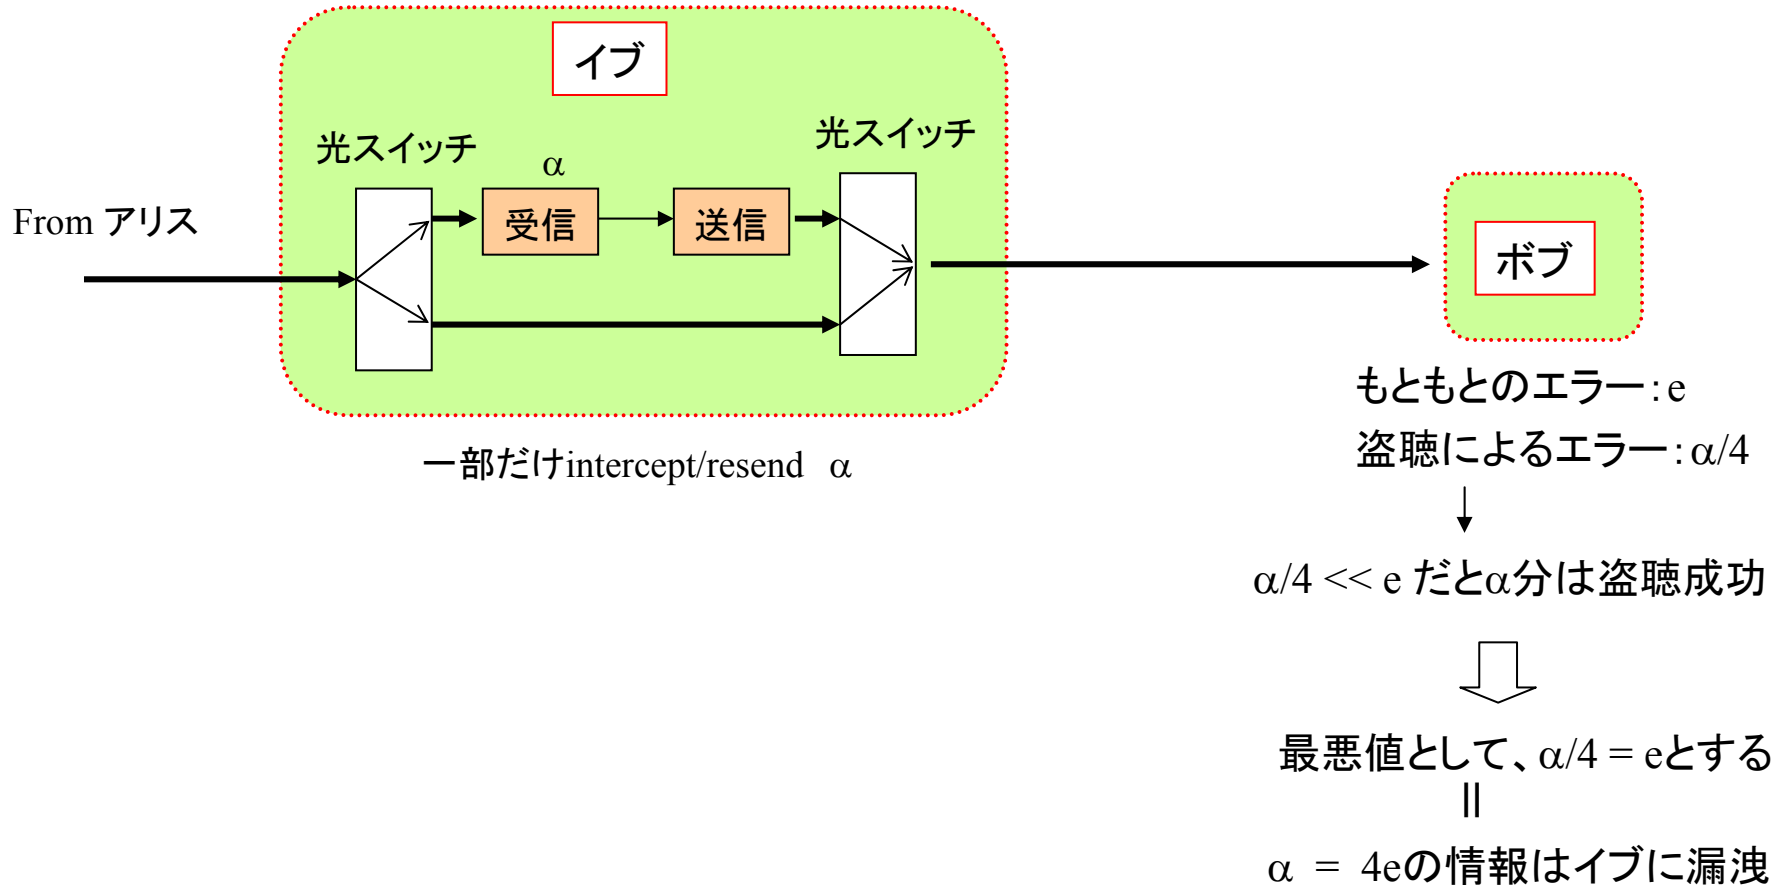 イブ
光スイッチ
光スイッチ
α
From アリス
受信
送信
ボブ
もともとのエラー：e
盗聴によるエラー：α/4
一部だけintercept/resend α
α/4 << e だとα分は盗聴成功
最悪値として、α/4 = eとする
=
α = 4eの情報はイブに漏洩